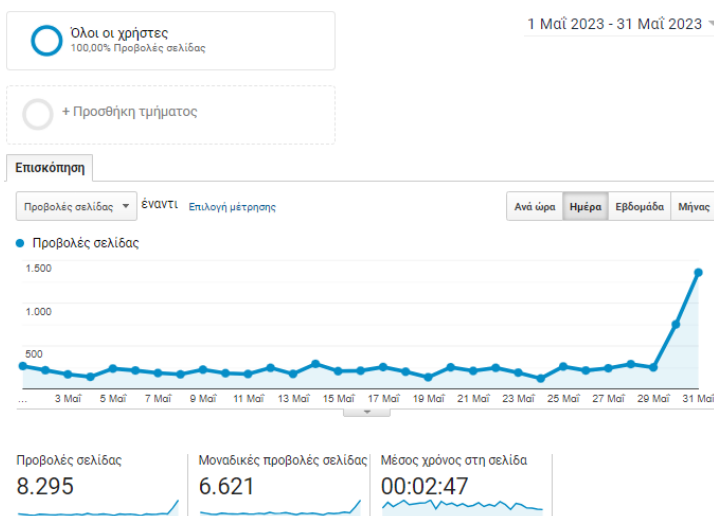 Όλοι οι χρήστες
100,00% Προβολές σελίδας
1 Μαΐ 2023 - 31 Μαΐ 2023
+ Προσθήκη τμήματος
Επισκόπηση
Προβολές σελίδας έναντι Επιλογή μέτρησης
Ανά ώρα Ημέρα Εβδομάδα Μήνας
Προβολές σελίδας
1.500
1.000
500
... 3 Μαΐ 5 Μαΐ 7 Μαΐ 9 Μαΐ 11 Μαΐ 13 Μαΐ 15 Μαΐ 17 Μαΐ 19 Μαΐ 21 Μαΐ 23 Μαΐ 25 Μαΐ 27 Μαΐ 29 Μαΐ 31 Μαΐ
Προβολές σελίδας Μοναδικές προβολές σελίδας Μέσος χρόνος στη σελίδα
8.295 6.621 00:02:47